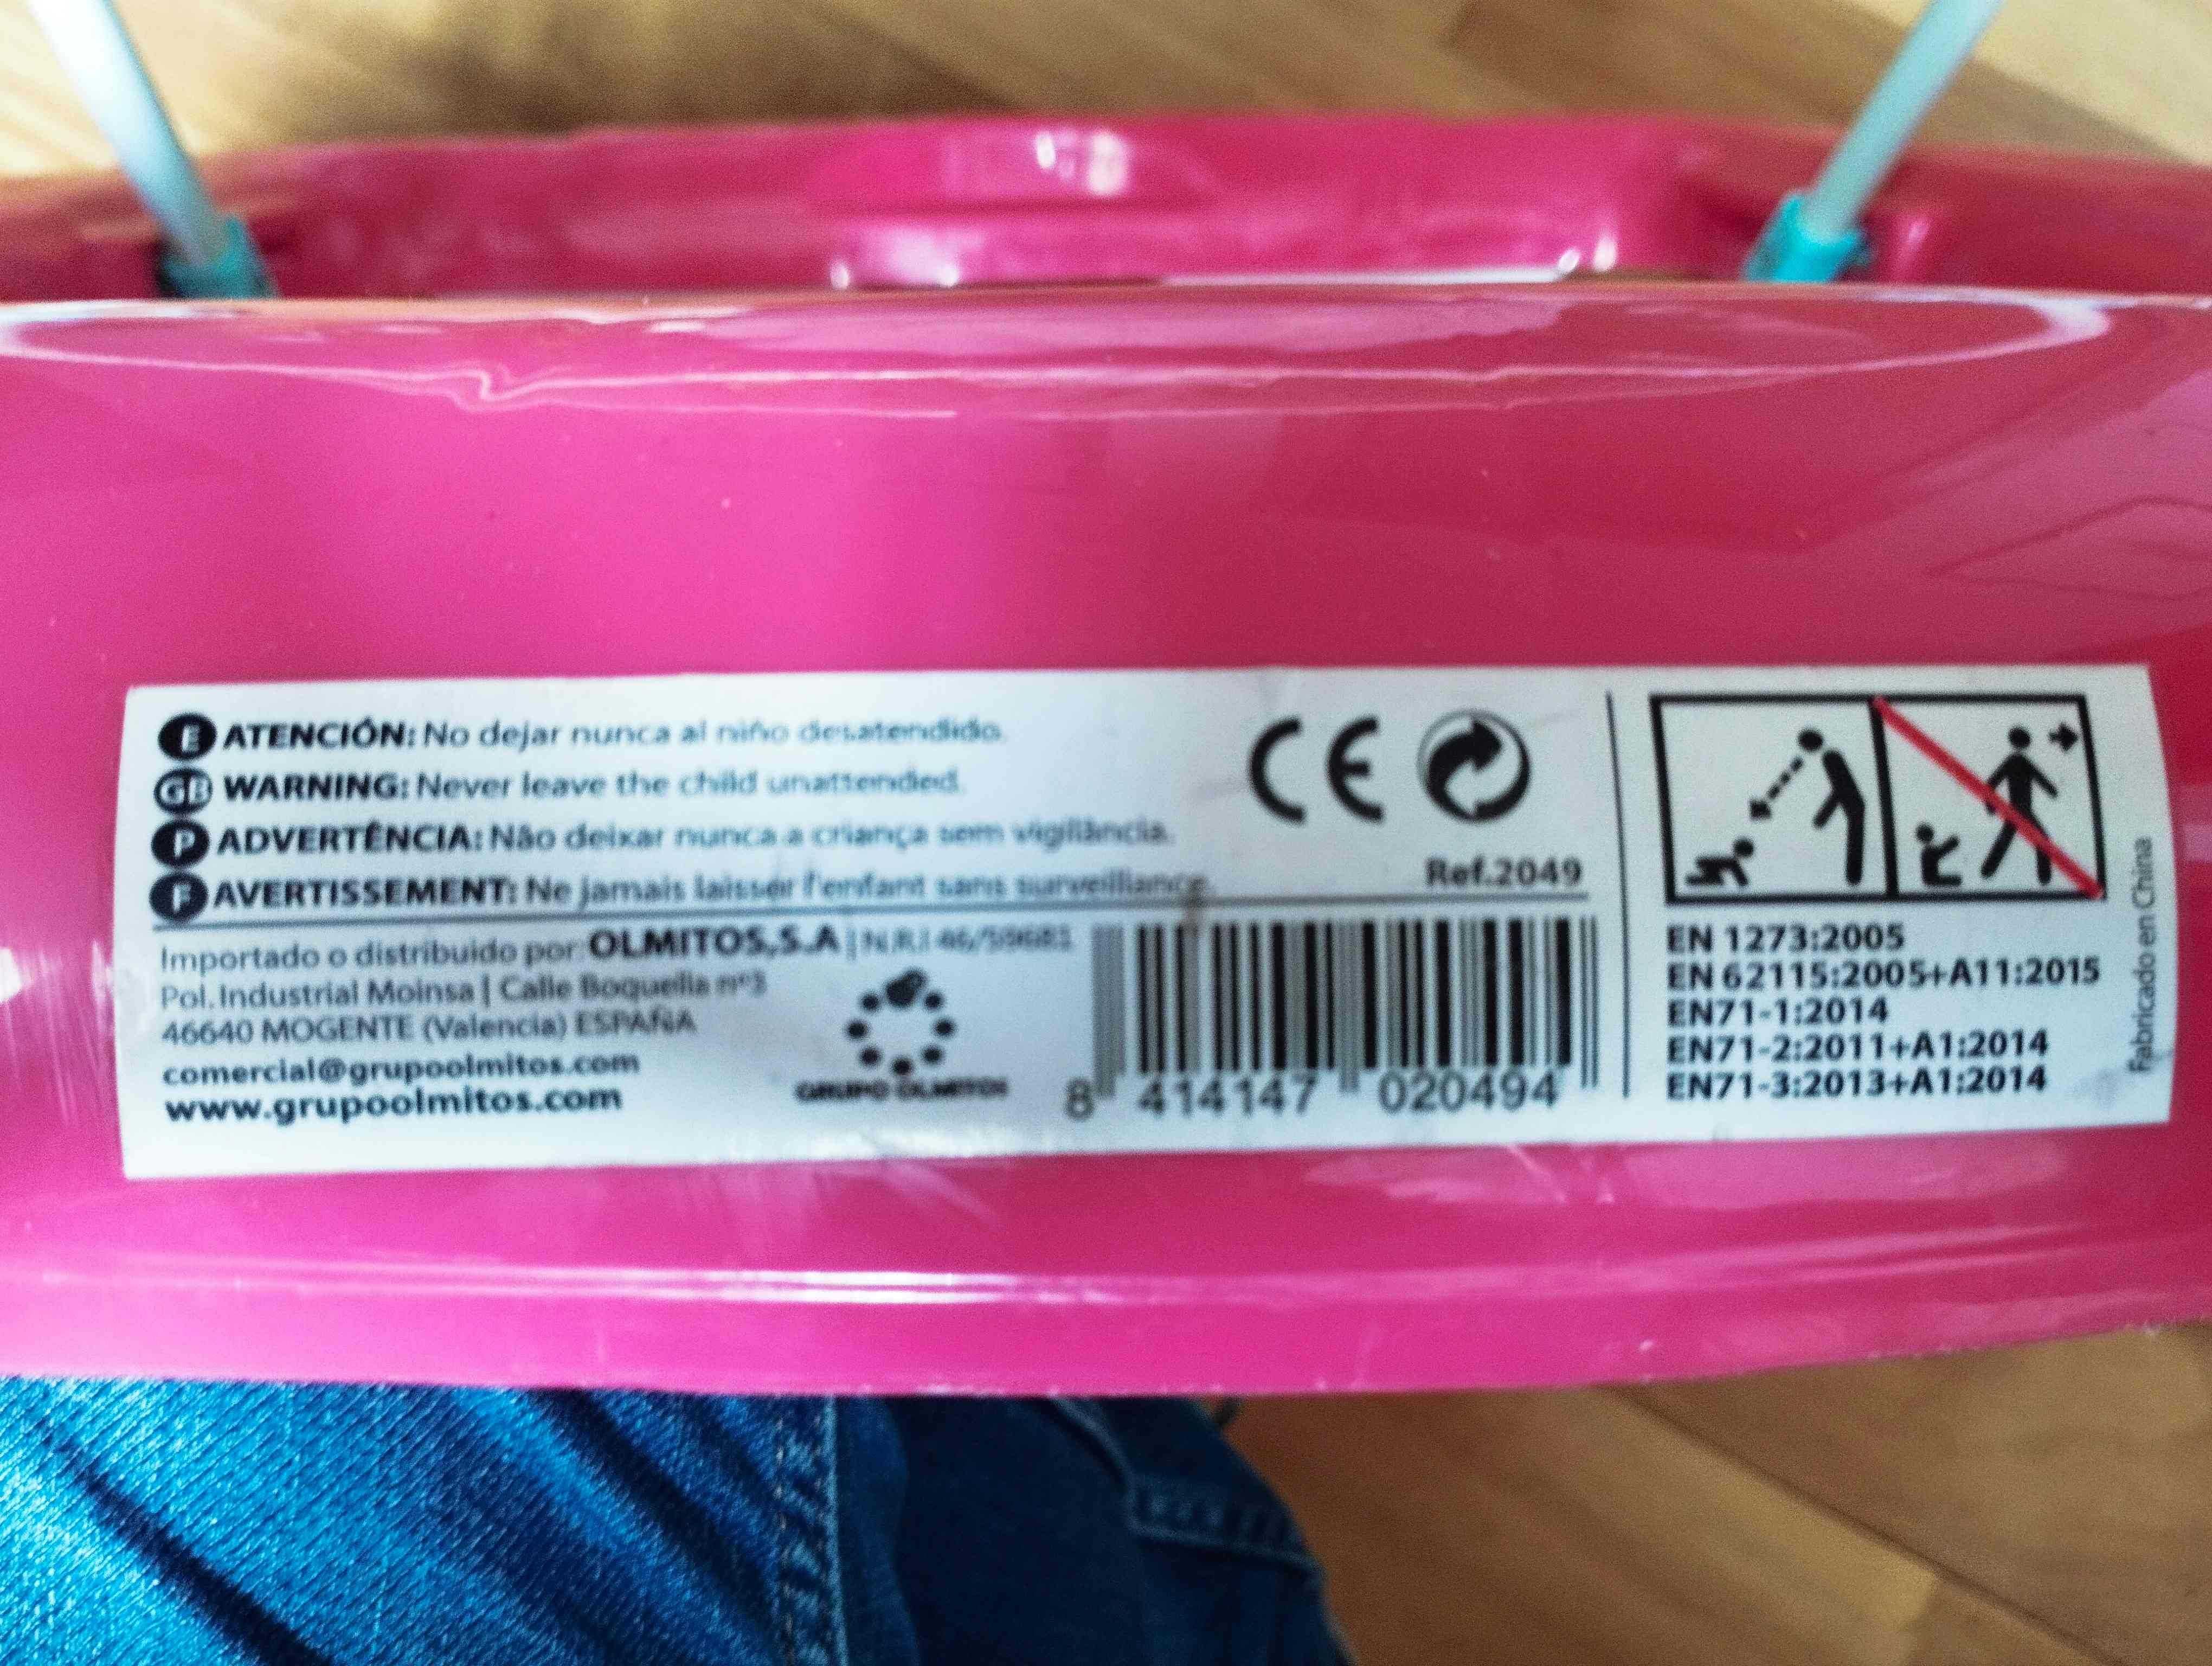 E ATENCIÓN: No dejar nunca al niño desatendido.
GB WARNING: Never leave the child unattended.
P ADVERTÊNCIA: Não deixar nunca a criança sem vigilância.
F AVERTISSEMENT: Ne jamais laisser l'enfant sans surveillance.
CE
Ref.2049
Importado o distribuido por: OLMITOS,S.A | N.R.I 46/59681
Pol. Industrial Moinsa | Calle Boquella nº3
46640 MOGENTE (Valencia) ESPAÑA
comercial@grupoolmitos.com
www.grupoolmitos.com
GRUPO OLMITOS
8 414147 020494
EN 1273:2005
EN 62115:2005+A11:2015
EN71-1:2014
EN71-2:2011+A1:2014
EN71-3:2013+A1:2014
Fabricado en China